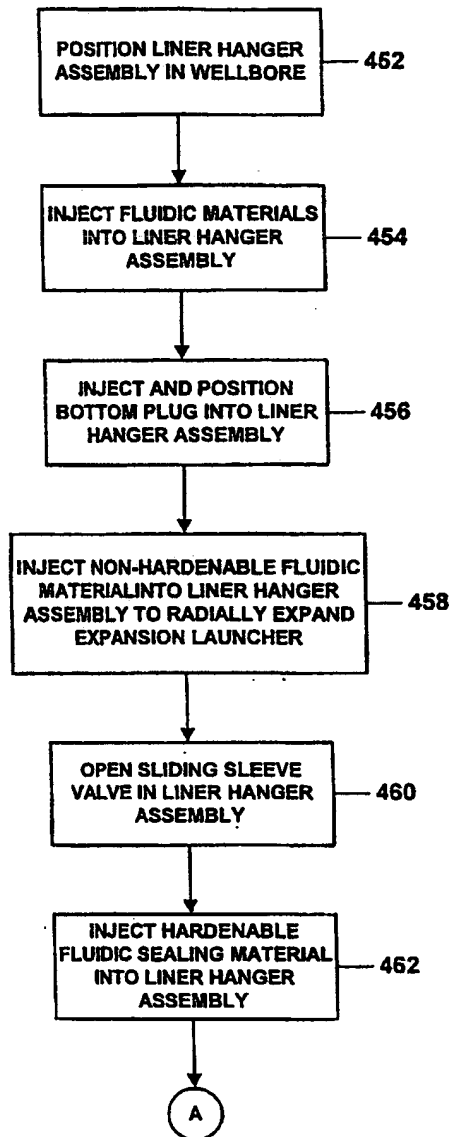 POSITION LINER HANGER
ASSEMBLY IN WELLBORE
452
INJECT FLUIDIC MATERIALS
INTO LINER HANGER
ASSEMBLY
454
INJECT AND POSITION
BOTTOM PLUG INTO LINER
HANGER ASSEMBLY
456
INJECT NON-HARDENABLE FLUIDIC
MATERIALINTO LINER HANGER
ASSEMBLY TO RADIALLY EXPAND
EXPANSION LAUNCHER
458
OPEN SLIDING SLEEVE
VALVE IN LINER HANGER
ASSEMBLY
460
INJECT HARDENABLE
FLUIDIC SEALING MATERIAL
INTO LINER HANGER
ASSEMBLY
462
A